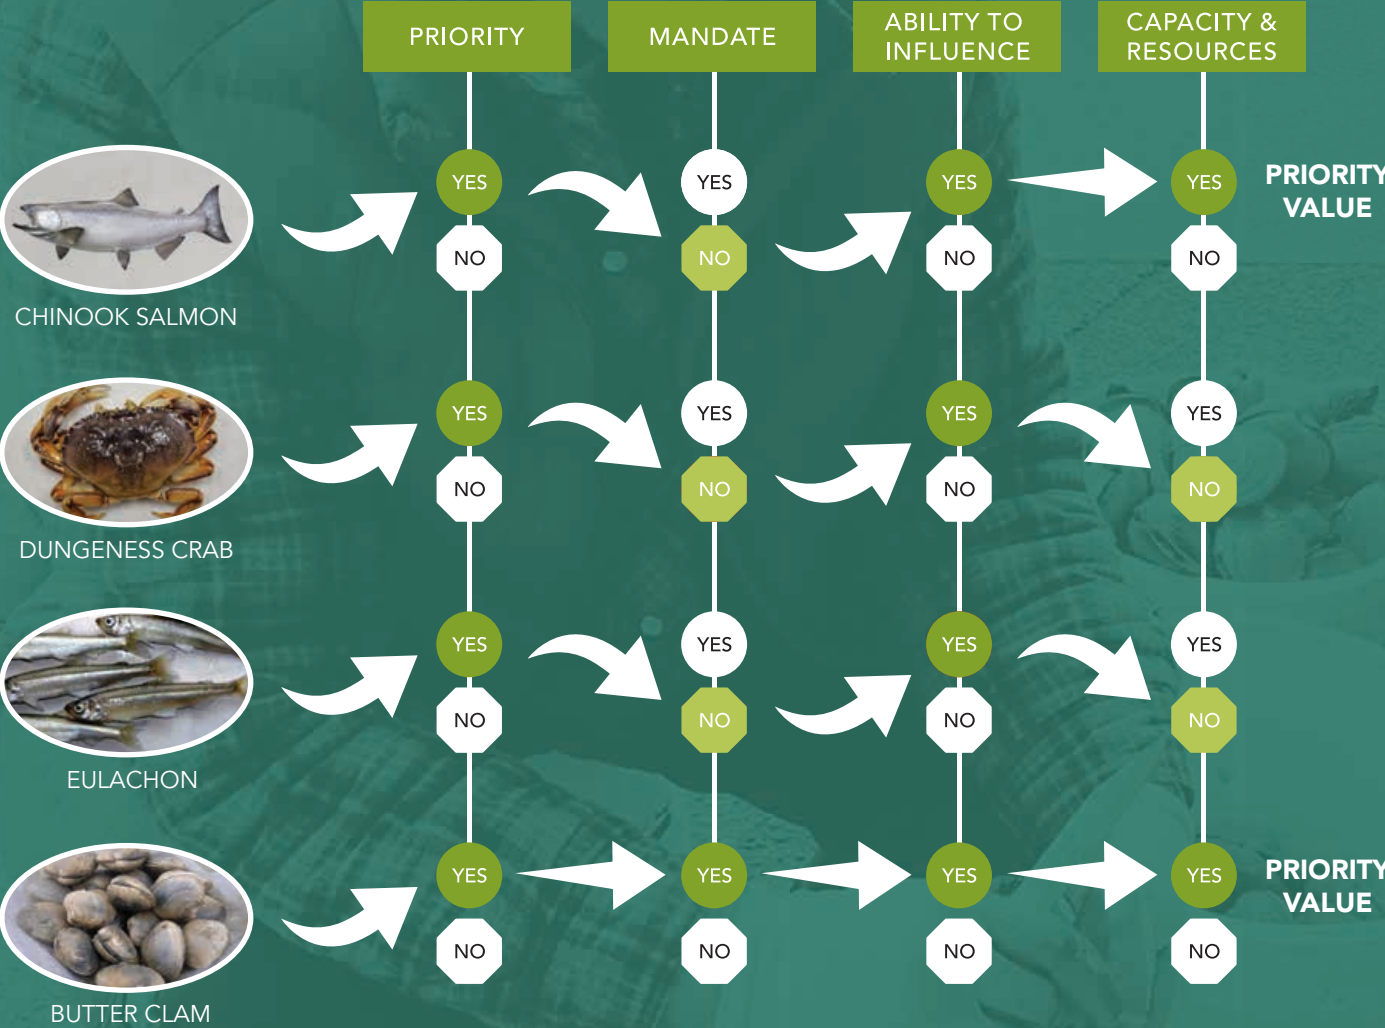 PRIORITY
MANDATE
ABILITY TO
INFLUENCE
CAPACITY &
RESOURCES
YES
YES
YES
YES
PRIORITY
VALUE
NO
NO
NO
NO
CHINOOK SALMON
YES
YES
YES
YES
NO
NO
NO
NO
DUNGENESS CRAB
YES
YES
YES
YES
NO
NO
NO
NO
EULACHON
YES
YES
YES
YES
PRIORITY
VALUE
NO
NO
NO
NO
BUTTER CLAM